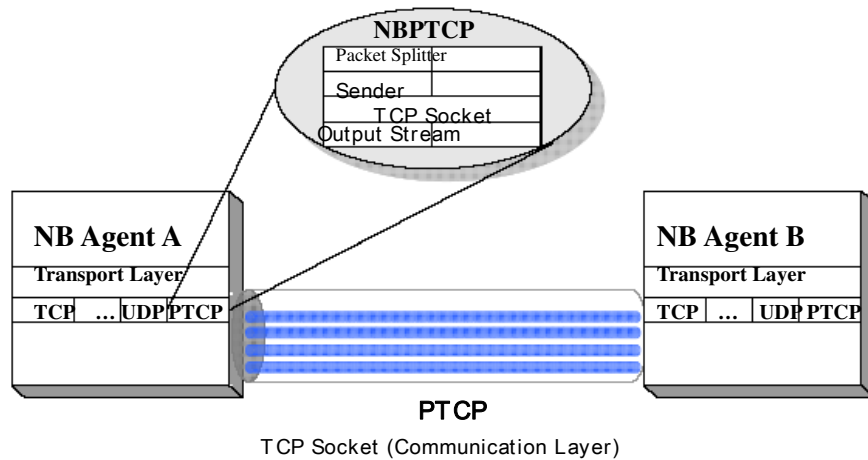 NBPTCP
Packet Splitter
Sender
TCP Socket
Output Stream
NB Agent A
Transport Layer
TCP ... UDP PTCP
NB Agent B
Transport Layer
TCP ... UDP PTCP
PTCP
TCP Socket (Communication Layer)